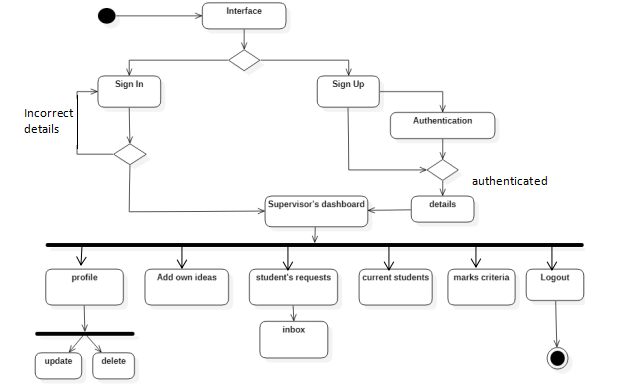 Interface
Sign In
Sign Up
Incorrect
details
Authentication
authenticated
Supervisor's dashboard
details
profile
Add own ideas
student's requests
current students
marks criteria
Logout
inbox
update
delete